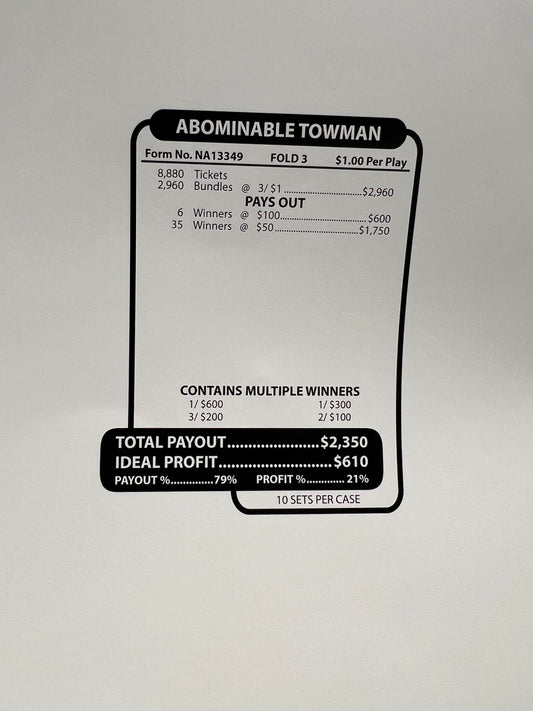 ABOMINABLE TOWMAN
Form No. NA13349 FOLD 3 $1.00 Per Play
8,880 Tickets
2,960 Bundles @ 3/ $1..............................$2,960
PAYS OUT
6 Winners @ $100.................................$600
35 Winners @ $50................................$1,750
CONTAINS MULTIPLE WINNERS
1/ $600 1/ $300
3/ $200 2/ $100
TOTAL PAYOUT......................$2,350
IDEAL PROFIT...........................$610
PAYOUT %.............79% PROFIT %............ 21%
10 SETS PER CASE